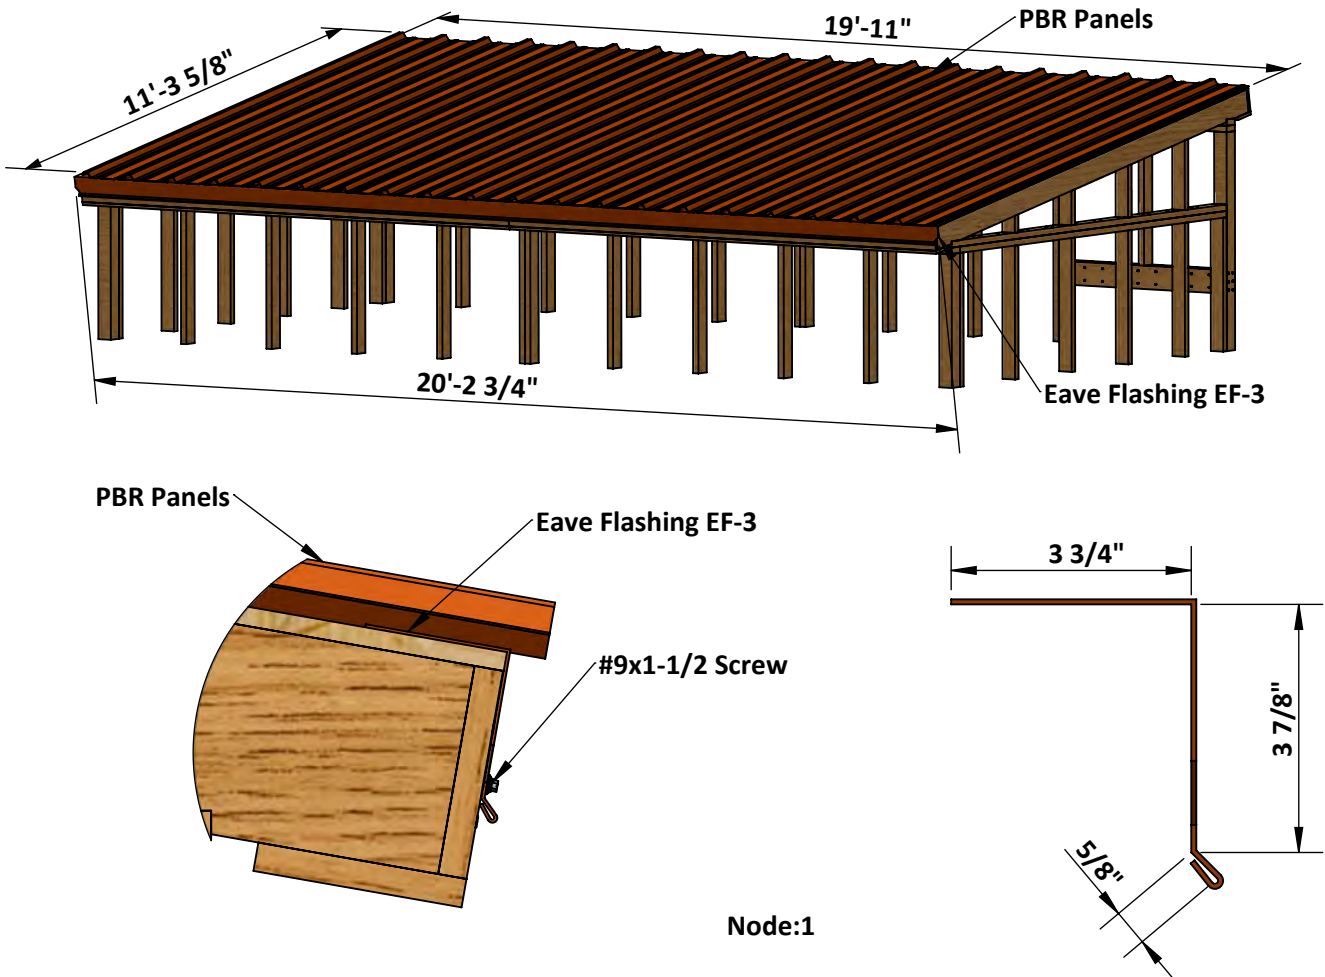 19'-11"
PBR Panels
11'-3 5/8"
20'-2 3/4"
Eave Flashing EF-3
PBR Panels
Eave Flashing EF-3
#9x1-1/2 Screw
3 3/4"
3 7/8"
5/8"
Node:1